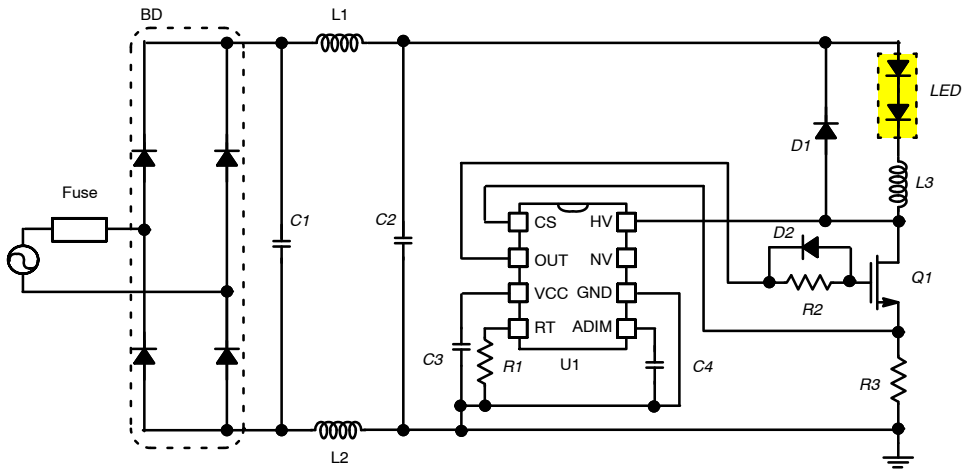 BD
L1
LED
D1
L3
Fuse
C1
C2
CS
HV
D2
OUT
NV
Q1
VCC
GND
R2
RT
ADIM
C3
R1
U1
C4
R3
L2